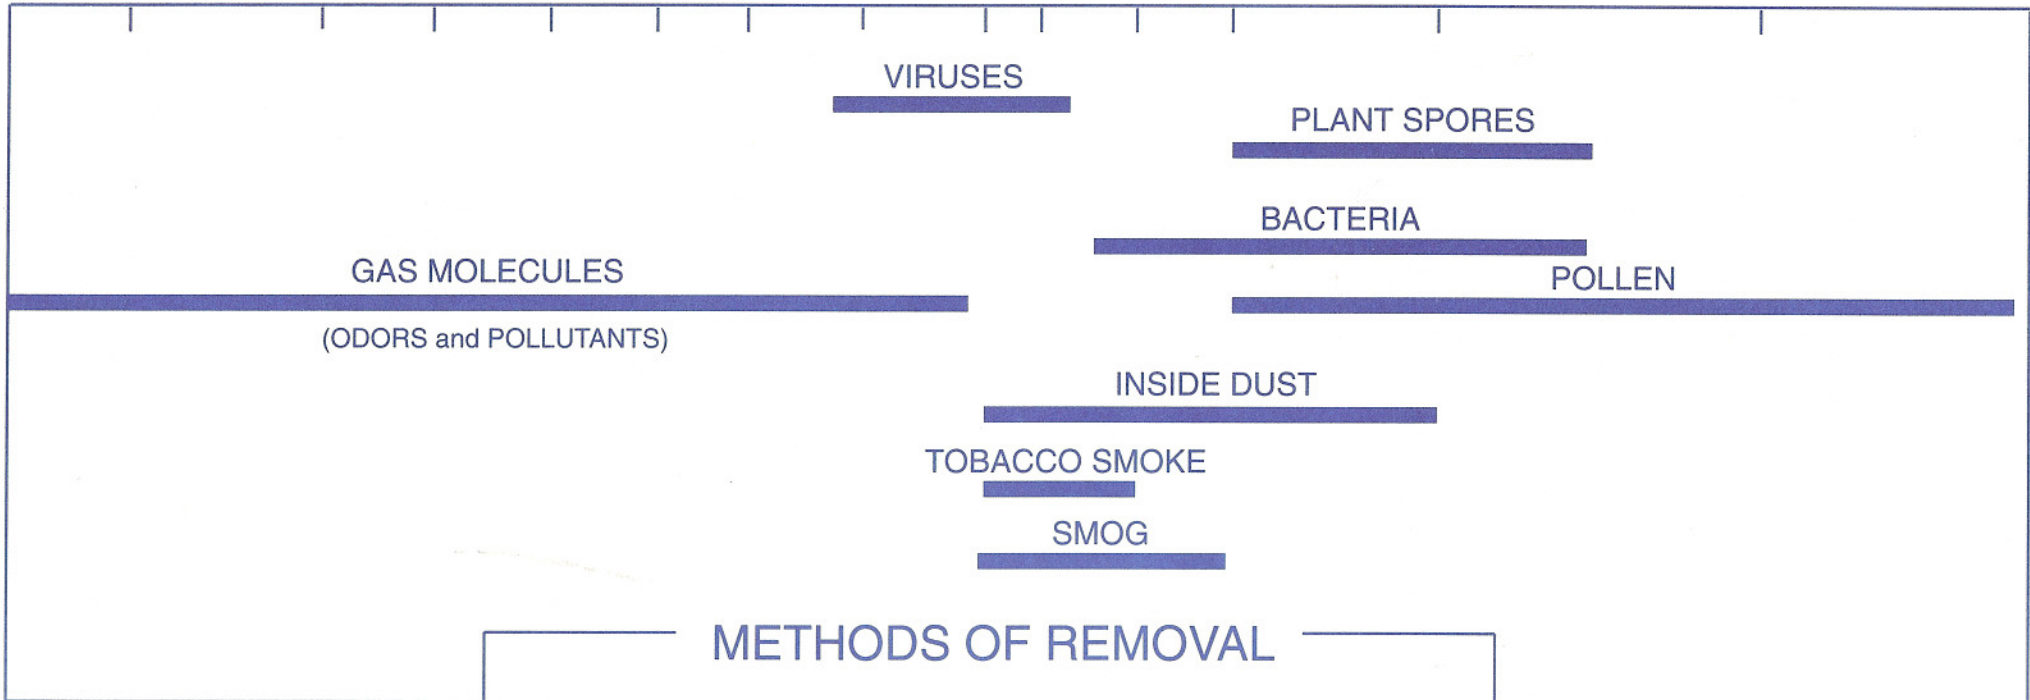 VIRUSES
PLANT SPORES
BACTERIA
GAS MOLECULES
POLLEN
(ODORS and POLLUTANTS)
INSIDE DUST
TOBACCO SMOKE
SMOG
METHODS OF REMOVAL